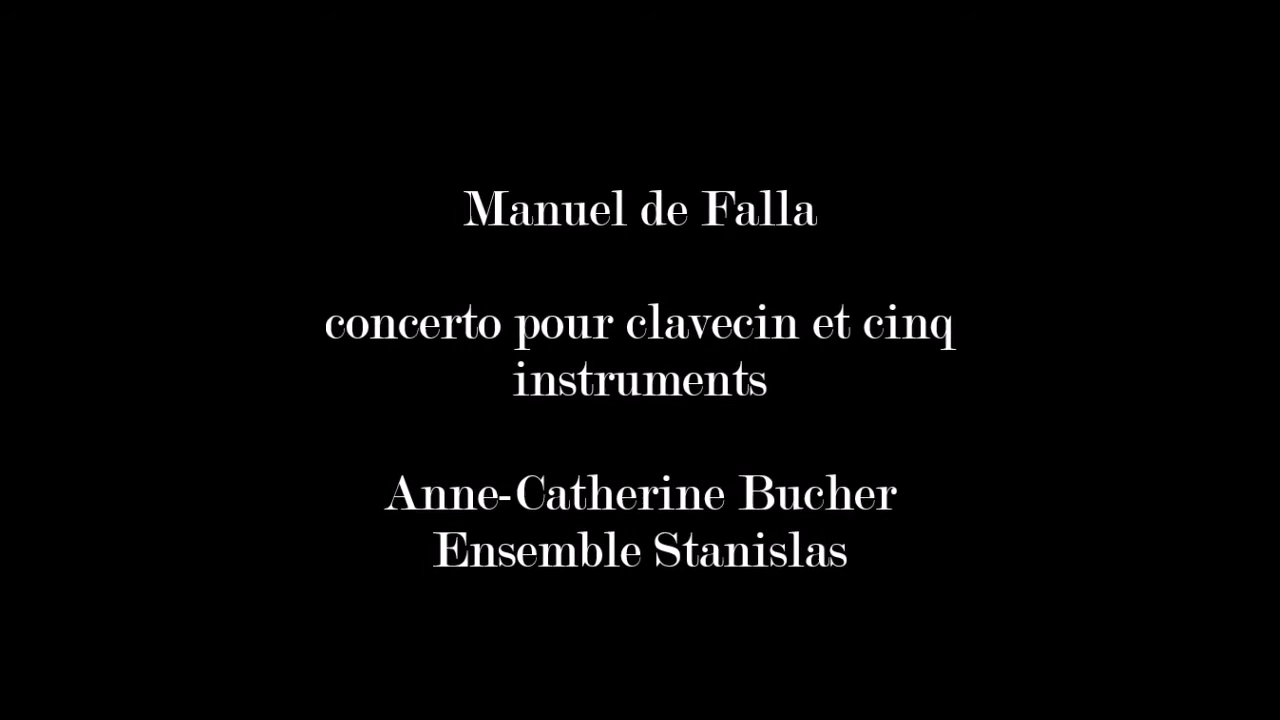 Manuel de Falla
concerto pour clavecin et cinq
instruments
Anne-Catherine Bucher
Ensemble Stanislas